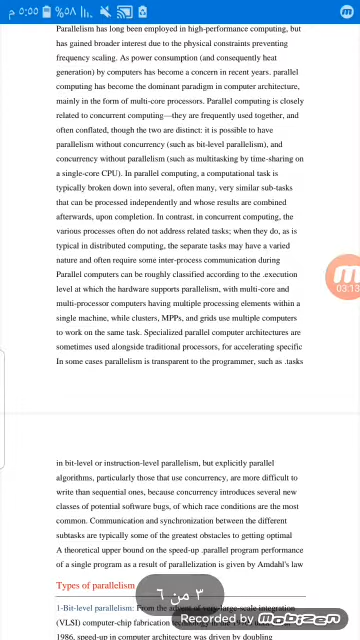 ٥:٥٥ م
٥٨%
Parallelism has long been employed in high-performance computing, but
has gained broader interest due to the physical constraints preventing
frequency scaling. As power consumption (and consequently heat
generation) by computers has become a concern in recent years, parallel
computing has become the dominant paradigm in computer architecture,
mainly in the form of multi-core processors. Parallel computing is closely
related to concurrent computing—they are frequently used together, and
often conflated, though the two are distinct: it is possible to have
parallelism without concurrency (such as bit-level parallelism), and
concurrency without parallelism (such as multitasking by time-sharing on
a single-core CPU). In parallel computing, a computational task is
typically broken down into several, often many, very similar sub-tasks
that can be processed independently and whose results are combined
afterwards, upon completion. In contrast, in concurrent computing, the
various processes often do not address related tasks; when they do, as is
typical in distributed computing, the separate tasks may have a varied
nature and often require some inter-process communication during
Parallel computers can be roughly classified according to the .execution
level at which the hardware supports parallelism, with multi-core and
multi-processor computers having multiple processing elements within a
single machine, while clusters, MPPs, and grids use multiple computers
to work on the same task. Specialized parallel computer architectures are
sometimes used alongside traditional processors, for accelerating specific
In some cases parallelism is transparent to the programmer, such as .tasks
03:13
in bit-level or instruction-level parallelism, but explicitly parallel
algorithms, particularly those that use concurrency, are more difficult to
write than sequential ones, because concurrency introduces several new
classes of potential software bugs, of which race conditions are the most
common. Communication and synchronization between the different
subtasks are typically some of the greatest obstacles to getting optimal
A theoretical upper bound on the speed-up .parallel program performance
of a single program as a result of parallelization is given by Amdahl's law
Types of parallelism
٣ من ٦
1-Bit-level parallelism: From the advent of very-large-scale integration
(VLSI) computer-chip fabrication technology in the
1986, speed-up in computer architecture was driven by doubling
Recorded by mobizen